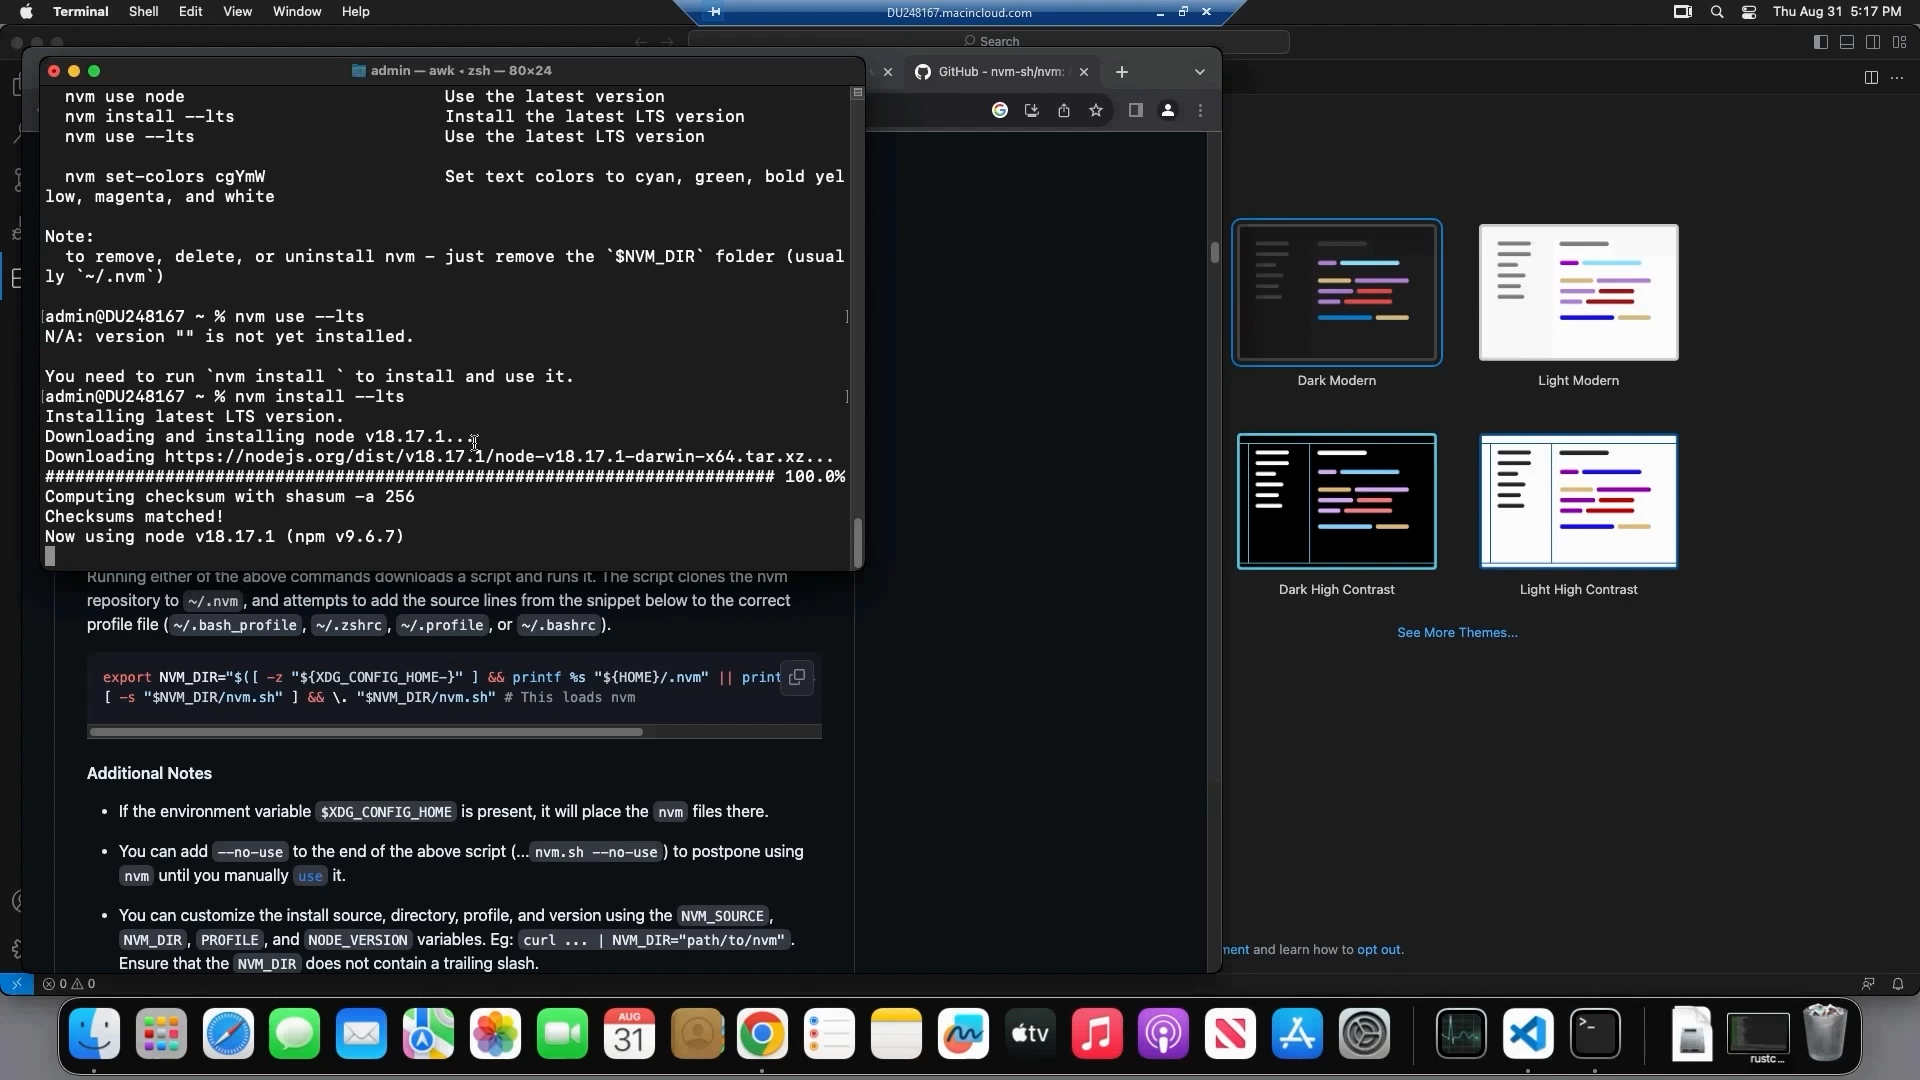 Terminal Shell Edit View Window Help
DU248167.macincloud.com
Thu Aug 31 5:17 PM
Search
admin — awk ◂ zsh — 80×24
GitHub - nvm-sh/nvm:
nvm use node Use the latest version
nvm install --lts Install the latest LTS version
nvm use --lts Use the latest LTS version
nvm set-colors cgYmW Set text colors to cyan, green, bold yel
low, magenta, and white
Note:
to remove, delete, or uninstall nvm - just remove the `$NVM_DIR` folder (usual
ly `~/.nvm`)
[admin@DU248167 ~ % nvm use --lts ]
N/A: version "" is not yet installed.
You need to run `nvm install ` to install and use it.
[admin@DU248167 ~ % nvm install --lts ]
Installing latest LTS version.
Downloading and installing node v18.17.1...
Downloading https://nodejs.org/dist/v18.17.1/node-v18.17.1-darwin-x64.tar.xz...
######################################################################### 100.0%
Computing checksum with shasum -a 256
Checksums matched!
Now using node v18.17.1 (npm v9.6.7)
Running either of the above commands downloads a script and runs it. The script clones the nvm
repository to ~/.nvm, and attempts to add the source lines from the snippet below to the correct
profile file (~/.bash_profile, ~/.zshrc, ~/.profile, or ~/.bashrc).
export NVM_DIR="$([ -z "${XDG_CONFIG_HOME-}" ] && printf %s "${HOME}/.nvm" || print
[ -s "$NVM_DIR/nvm.sh" ] && \. "$NVM_DIR/nvm.sh" # This loads nvm
Additional Notes
• If the environment variable $XDG_CONFIG_HOME is present, it will place the nvm files there.
• You can add --no-use to the end of the above script (... nvm.sh --no-use) to postpone using
nvm until you manually use it.
• You can customize the install source, directory, profile, and version using the NVM_SOURCE,
NVM_DIR, PROFILE, and NODE_VERSION variables. Eg: curl ... | NVM_DIR="path/to/nvm".
Ensure that the NVM_DIR does not contain a trailing slash.
Dark Modern
Light Modern
Dark High Contrast
Light High Contrast
See More Themes...
ment and learn how to opt out.
0 0
AUG
31
tv
rustc ...